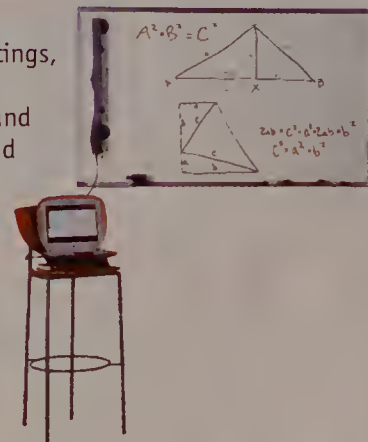 tings,
nd
d
A² · B² = C²
A
X
B
c
a
c
b
2ab + c² = a² + 2ab + b²
c² = a² + b²